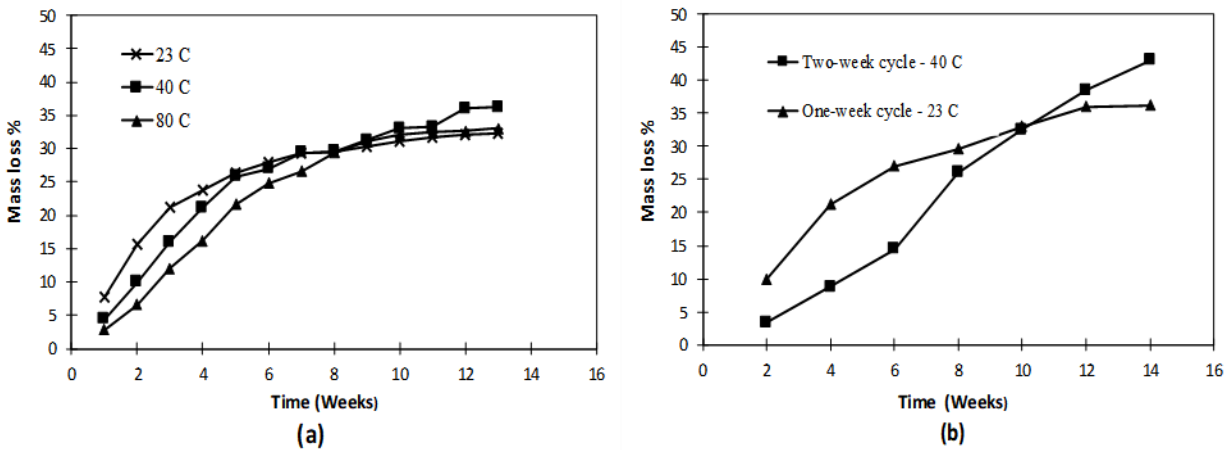 50
45
40
35
30
25
20
15
10
5
0
Mass loss %
23 C
40 C
80 C
0 2 4 6 8 10 12 14 16
Time (Weeks)
(a)
50
45
40
35
30
25
20
15
10
5
0
Mass loss %
Two-week cycle - 40 C
One-week cycle - 23 C
0 2 4 6 8 10 12 14 16
Time (Weeks)
(b)